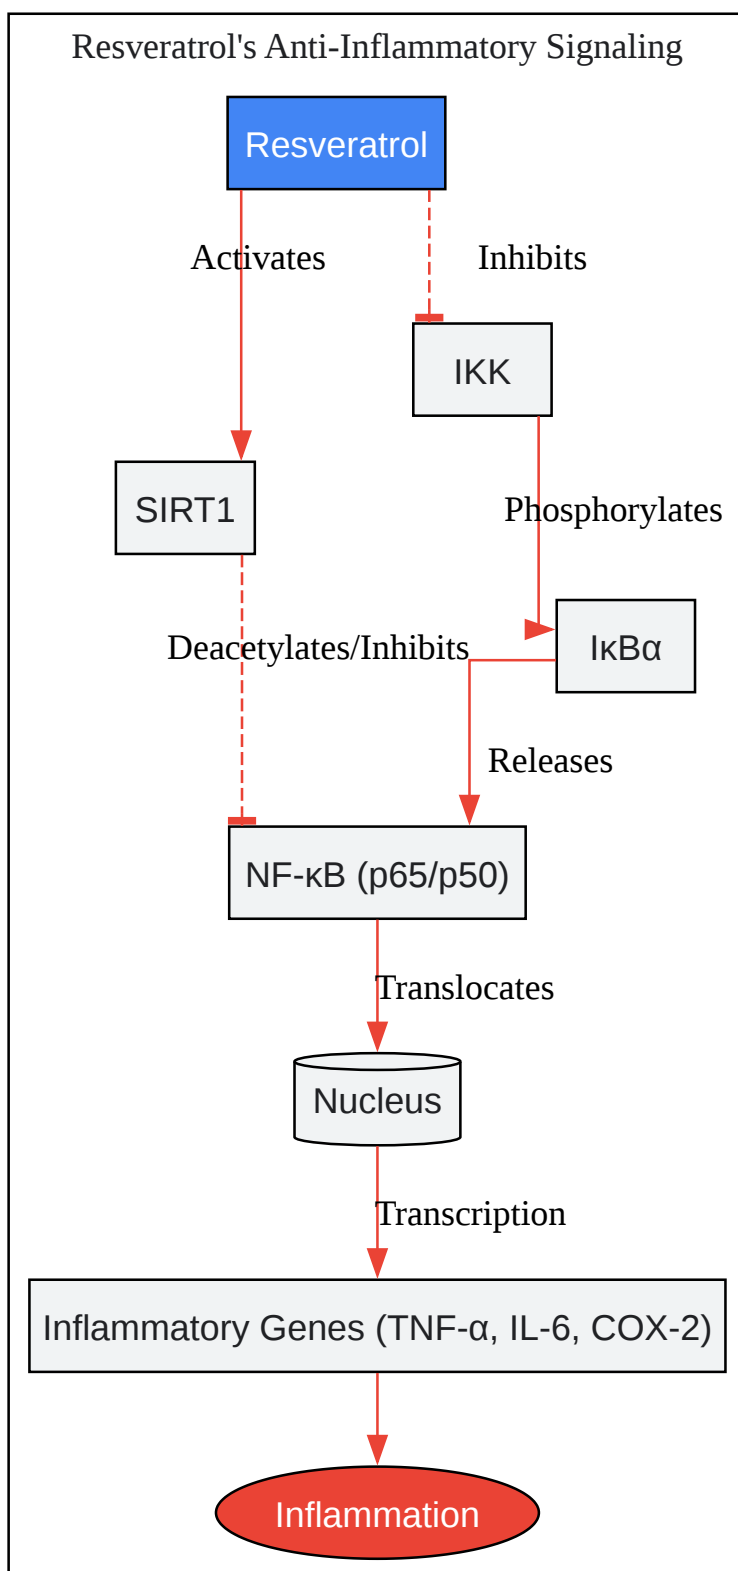 Resveratrol's Anti-Inflammatory Signaling
Resveratrol
Activates
Inhibits
IKK
SIRT1
Phosphorylates
Deacetylates/Inhibits
IκBα
Releases
NF-κB (p65/p50)
Translocates
Nucleus
Transcription
Inflammatory Genes (TNF-α, IL-6, COX-2)
Inflammation